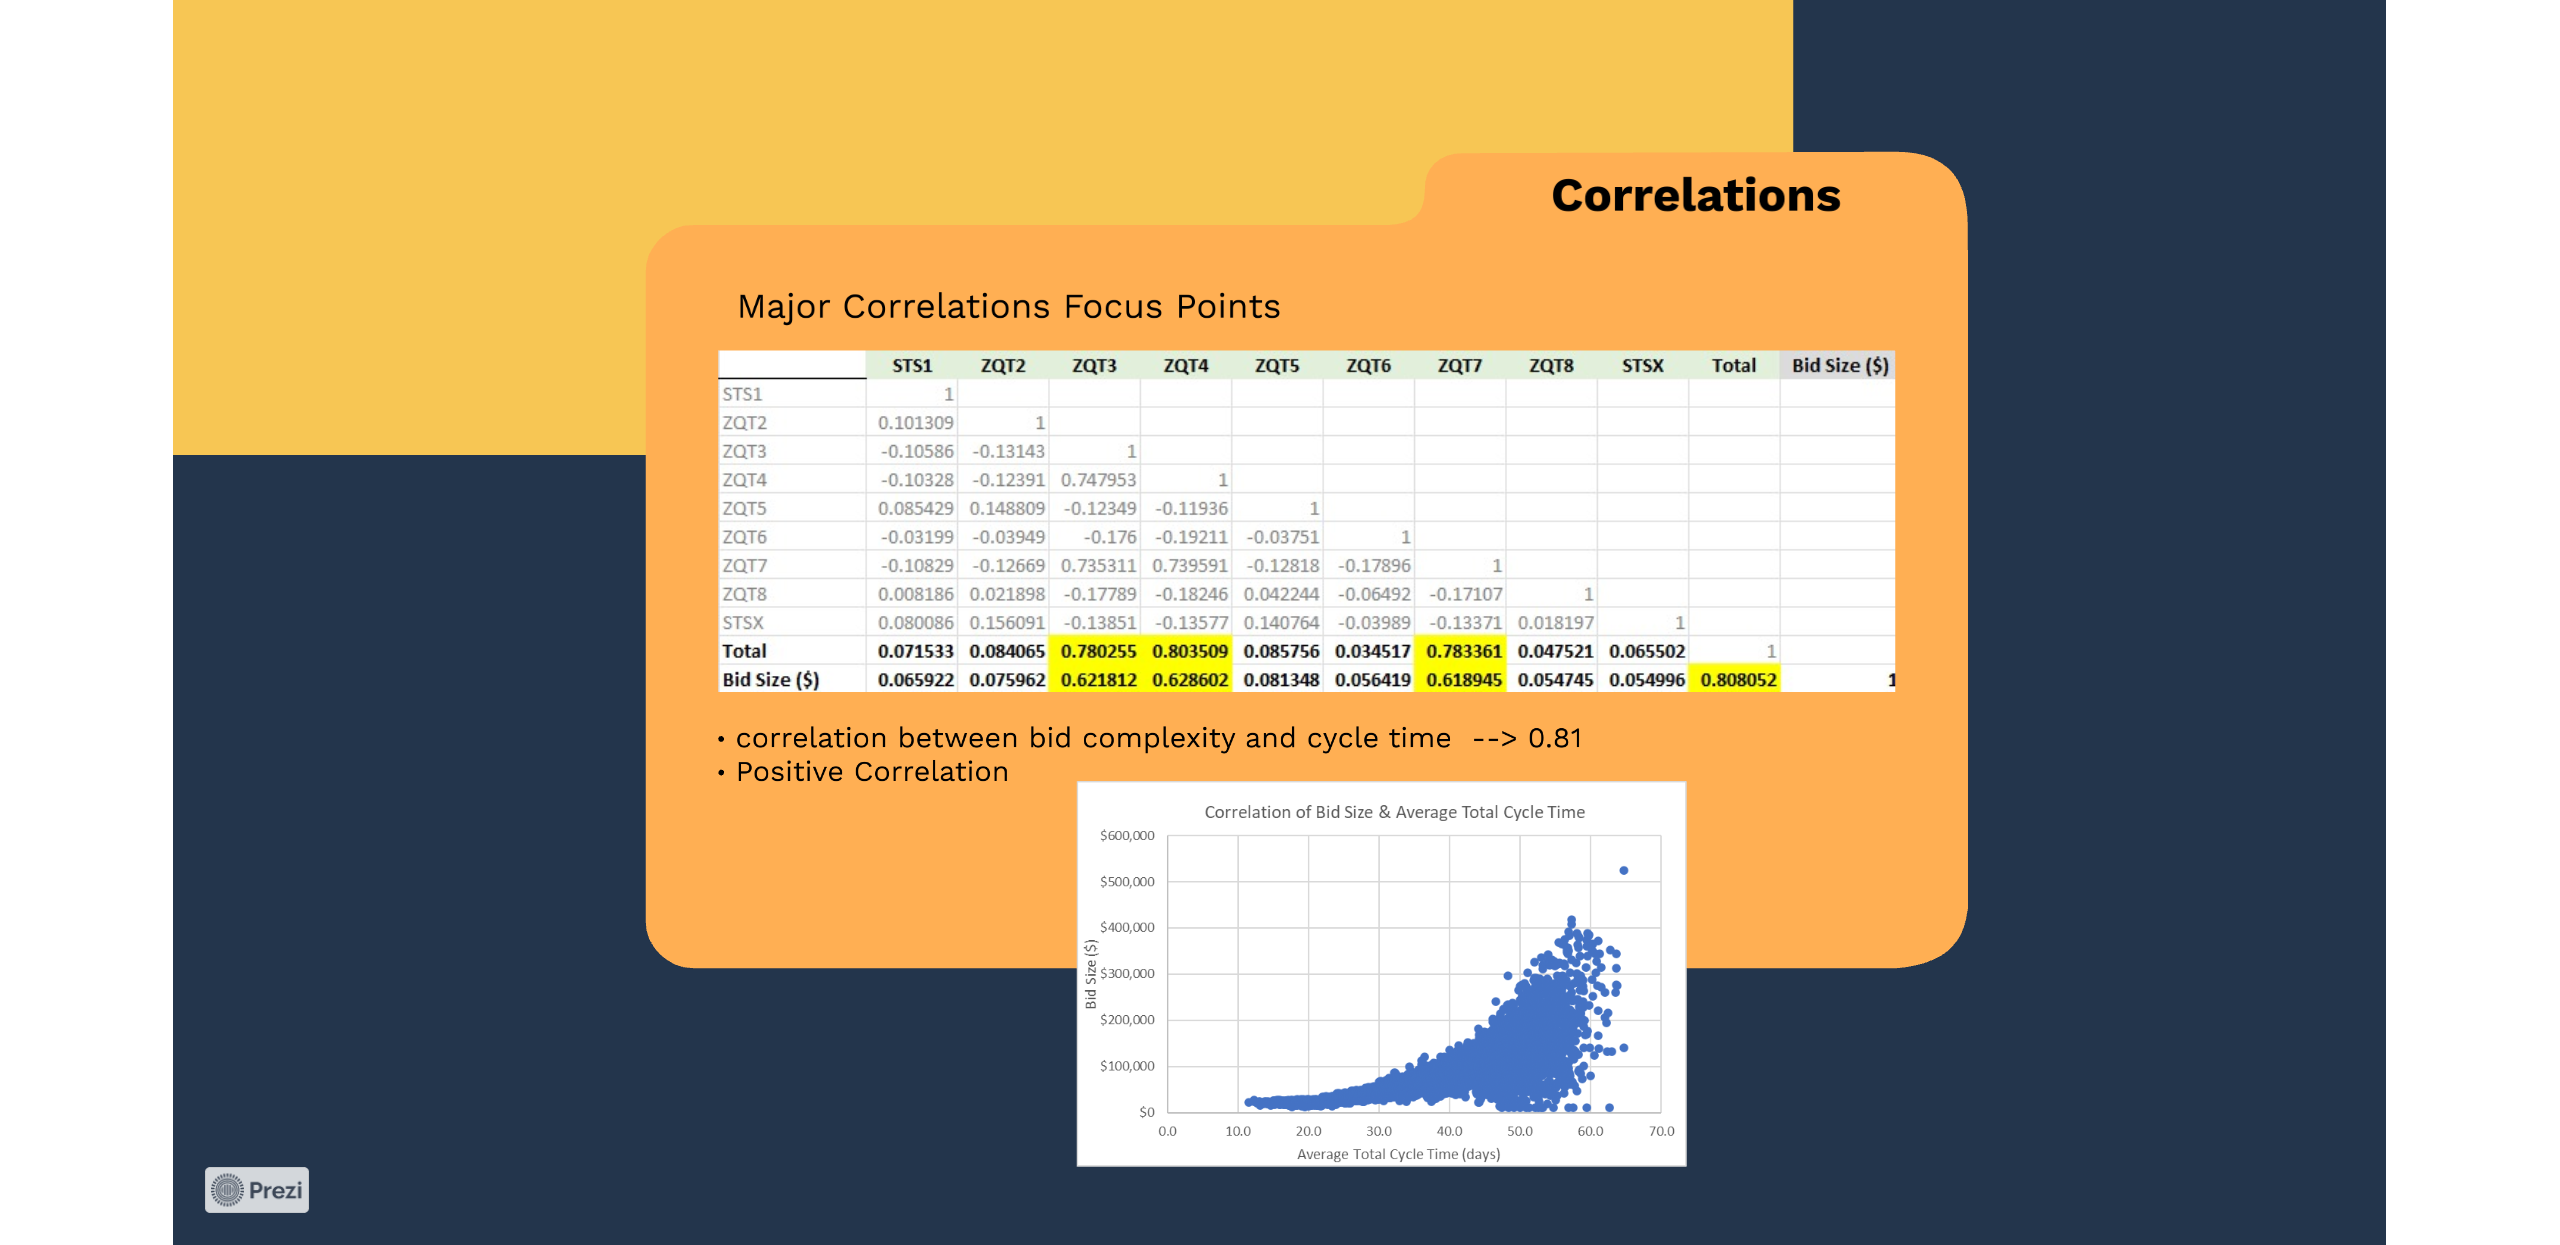 Correlations
Major Correlations Focus Points
STS1 ZQT2 ZQT3 ZQT4 ZQT5 ZQT6 ZQT7 ZQT8 STSX Total Bid Size ($)
STS1 1
ZQT2 0.101309 1
ZQT3 -0.10586 -0.13143 1
ZQT4 -0.10328 -0.12391 0.747953 1
ZQT5 0.085429 0.148809 -0.12349 -0.11936 1
ZQT6 -0.03199 -0.03949 -0.176 -0.19211 -0.03751 1
ZQT7 -0.10829 -0.12669 0.735311 0.739591 -0.12818 -0.17896 1
ZQT8 0.008186 0.021898 -0.17789 -0.18246 0.042244 -0.06492 -0.17107 1
STSX 0.080086 0.156091 -0.13851 -0.13577 0.140764 -0.03989 -0.13371 0.018197 1
Total 0.071533 0.084065 0.780255 0.803509 0.085756 0.034517 0.783361 0.047521 0.065502 1
Bid Size ($) 0.065922 0.075962 0.621812 0.628602 0.081348 0.056419 0.618945 0.054745 0.054996 0.808052 1
• correlation between bid complexity and cycle time --> 0.81
• Positive Correlation
Correlation of Bid Size & Average Total Cycle Time
$600,000
$500,000
$400,000
$300,000
$200,000
$100,000
$0
Bid Size ($)
0.0 10.0 20.0 30.0 40.0 50.0 60.0 70.0
Average Total Cycle Time (days)
Prezi